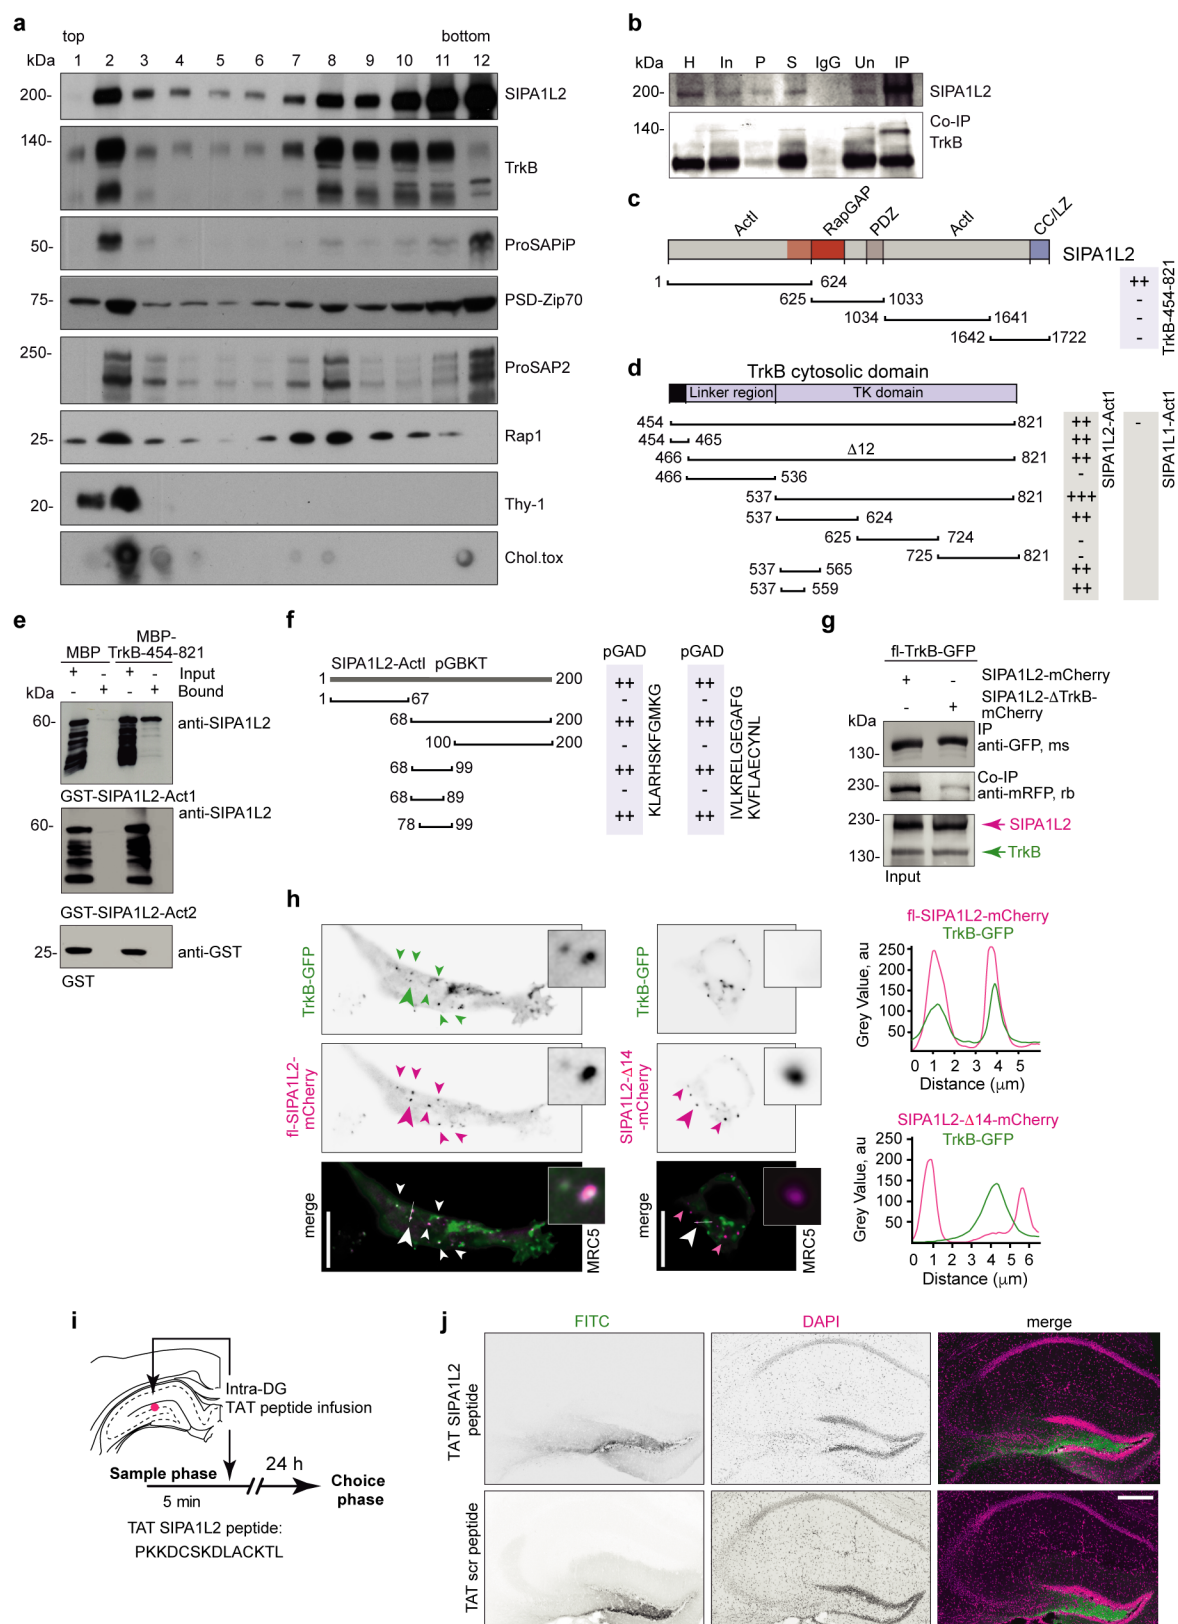 a
top bottom
kDa 1 2 3 4 5 6 7 8 9 10 11 12
200- SIPA1L2
140- TrkB
50- ProSAPiP
75- PSD-Zip70
250- ProSAP2
25- Rap1
20- Thy-1
Chol.tox
b
kDa H In P S IgG Un IP
200- SIPA1L2
140- Co-IP
TrkB
c
ActI RapGAP PDZ ActI CC/LZ
SIPA1L2
1 624 ++
625 1033 -
1034 1641 -
1642 1722 -
TrkB-454-821
d
TrkB cytosolic domain
Linker region TK domain
454 821 ++ -
454 465 ++
466 Δ12 821 ++
466 536 -
537 821 +++
537 624 ++
625 724 -
725 821 -
537 565 ++
537 559 ++
SIPA1L2-Act1
SIPA1L1-Act1
e
MBP MBP-
TrkB-454-821
+ - + - Input
- + - + Bound
kDa
60- anti-SIPA1L2
GST-SIPA1L2-Act1
60- anti-SIPA1L2
GST-SIPA1L2-Act2
25- anti-GST
GST
f
SIPA1L2-ActI pGBKT
pGAD pGAD
1 200 ++ ++
1 67 - -
68 200 ++ ++
100 200 - -
68 99 ++ ++
68 89 - -
78 99 ++ ++
KLARHSKFGMKG
IVLKRELGEGAFG
KVFLAECYNL
g
fl-TrkB-GFP
+ - SIPA1L2-mCherry
- + SIPA1L2-ΔTrkB-
mCherry
kDa
130- IP
anti-GFP, ms
230- Co-IP
anti-mRFP, rb
230- SIPA1L2
130- TrkB
Input
h
TrkB-GFP
fl-SIPA1L2-
mCherry
merge
MRC5
TrkB-GFP
SIPA1L2-Δ14
-mCherry
merge
MRC5
fl-SIPA1L2-mCherry
TrkB-GFP
Grey Value, au
250
200
150
100
50
0 1 2 3 4 5
Distance (μm)
SIPA1L2-Δ14-mCherry
TrkB-GFP
Grey Value, au
250
200
150
100
50
0 1 2 3 4 5 6
Distance (μm)
i
Intra-DG
TAT peptide infusion
Sample phase 24 h Choice
phase
5 min
TAT SIPA1L2 peptide:
PKKDCSKDLACKTL
j
FITC DAPI merge
TAT SIPA1L2
peptide
TAT scr peptide